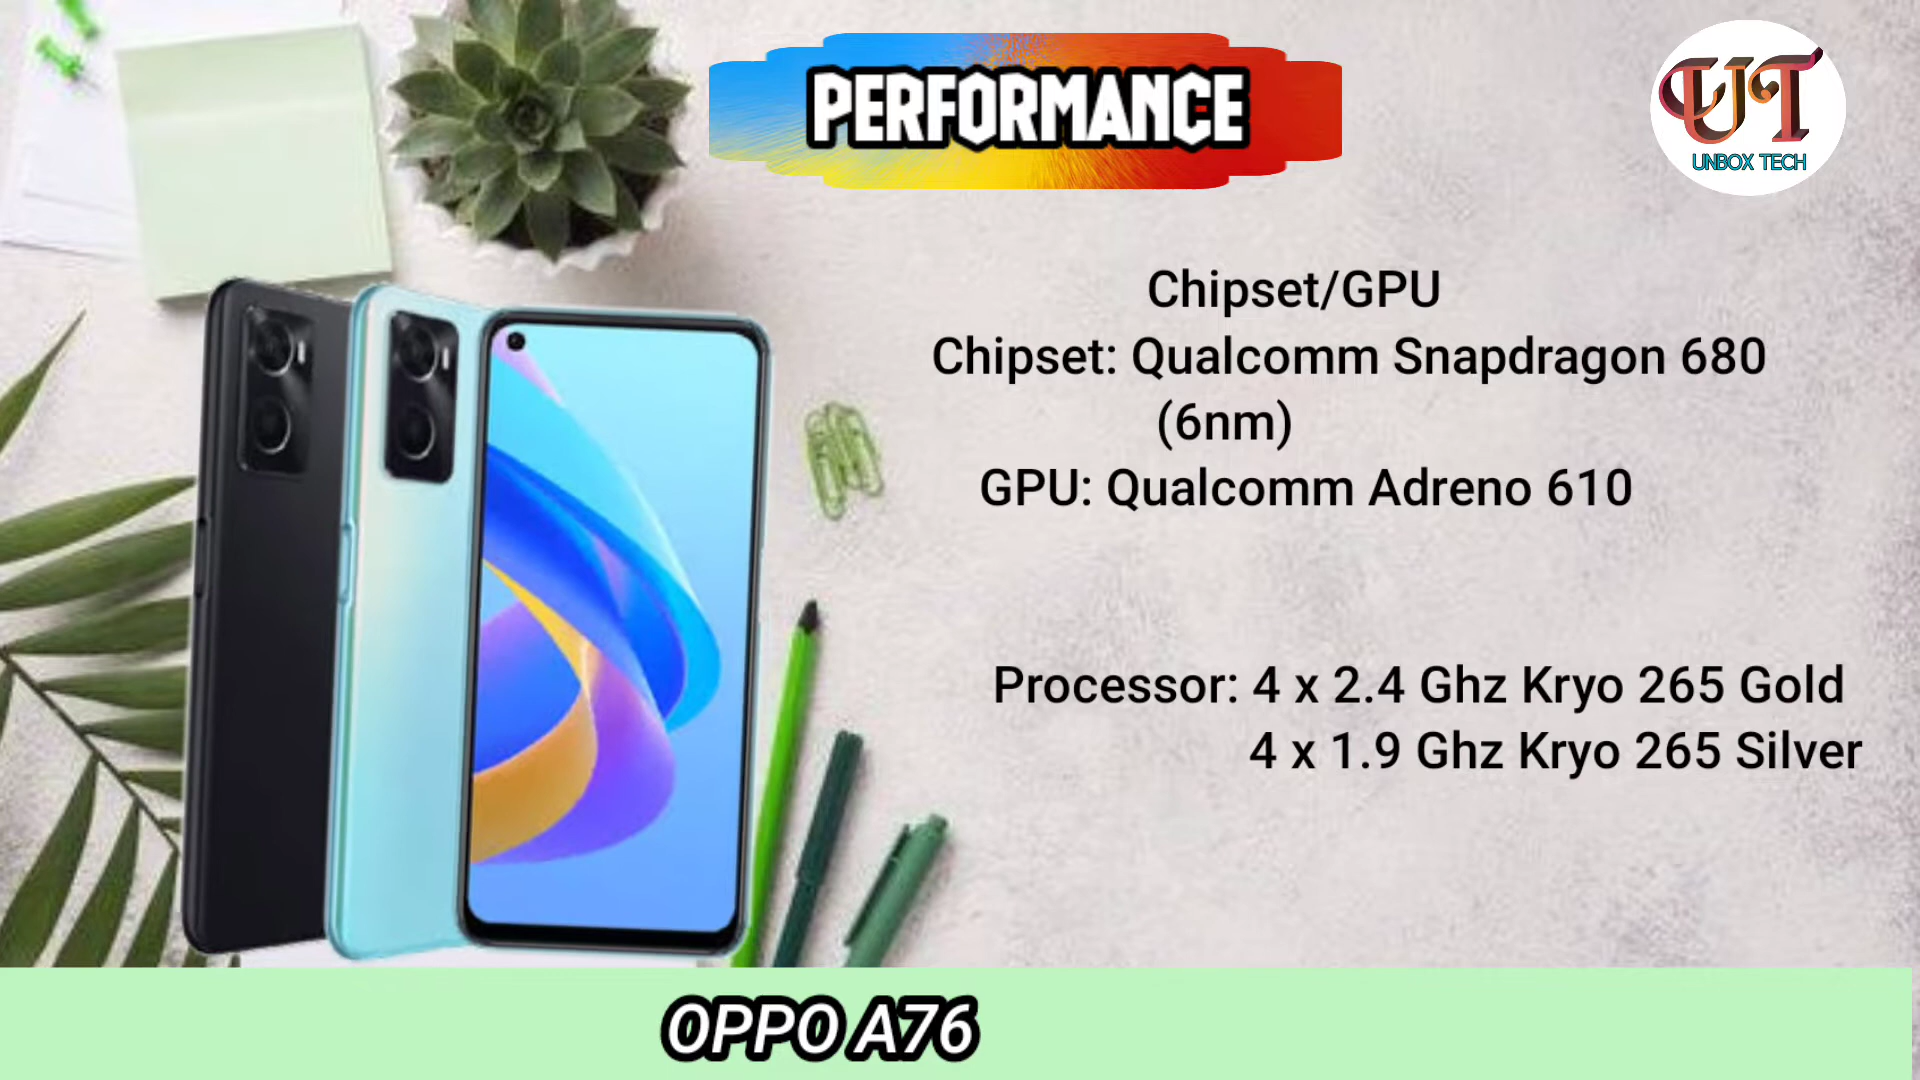 PERFORMANCE
UT
UNBOX TECH
Chipset/GPU
Chipset: Qualcomm Snapdragon 680
(6nm)
GPU: Qualcomm Adreno 610
Processor: 4 x 2.4 Ghz Kryo 265 Gold
4 x 1.9 Ghz Kryo 265 Silver
OPPO A76